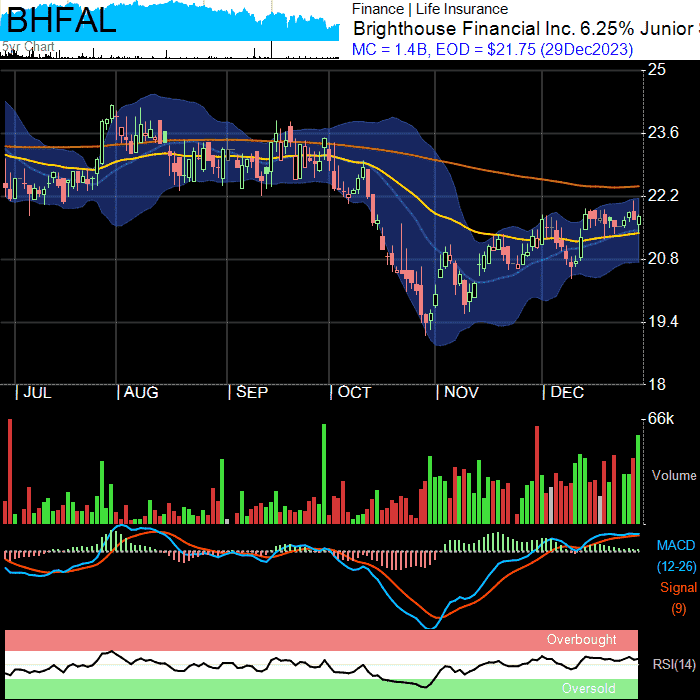 BHFAL
5yr Chart
Finance | Life Insurance
Brighthouse Financial Inc. 6.25% Junior S
MC = 1.4B, EOD = $21.75 (29Dec2023)
25
23.6
22.2
20.8
19.4
18
| JUL | AUG | SEP | OCT | NOV | DEC
66k
Volume
MACD
(12-26)
Signal
(9)
Overbought
RSI(14)
Oversold